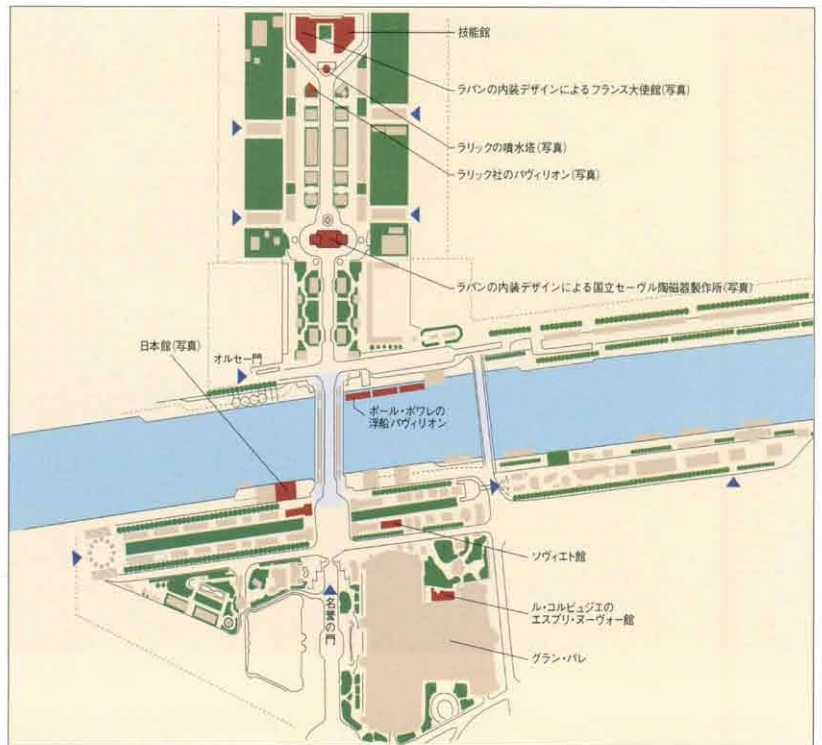 技能館
ラパンの内装デザインによるフランス大使館(写真)
ラリックの噴水塔(写真)
ラリック社のパヴィリオン(写真)
ラパンの内装デザインによる国立セーヴル陶磁器製作所(写真)
日本館(写真)
オルセー門
ポール・ポワレの
浮船パヴィリオン
ソヴィエト館
名誉の門
ル・コルビュジエの
エスプリ・ヌーヴォー館
グラン・パレ